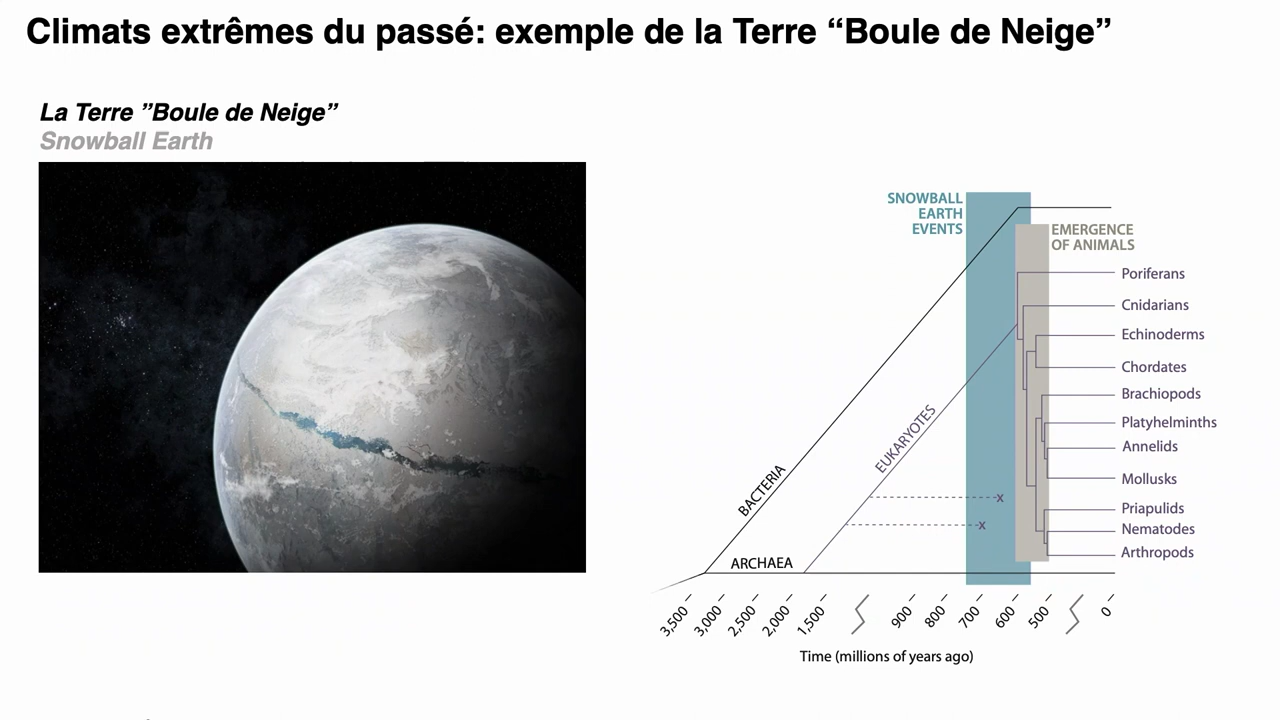 Climats extrêmes du passé: exemple de la Terre “Boule de Neige”
La Terre ”Boule de Neige”
Snowball Earth
SNOWBALL
EARTH
EVENTS
EMERGENCE
OF ANIMALS
Poriferans
Cnidarians
Echinoderms
Chordates
Brachiopods
Platyhelminths
Annelids
Mollusks
Priapulids
Nematodes
Arthropods
EUKARYOTES
BACTERIA
ARCHAEA
x
x
3,500
3,000
2,500
2,000
1,500
900
800
700
600
500
0
Time (millions of years ago)